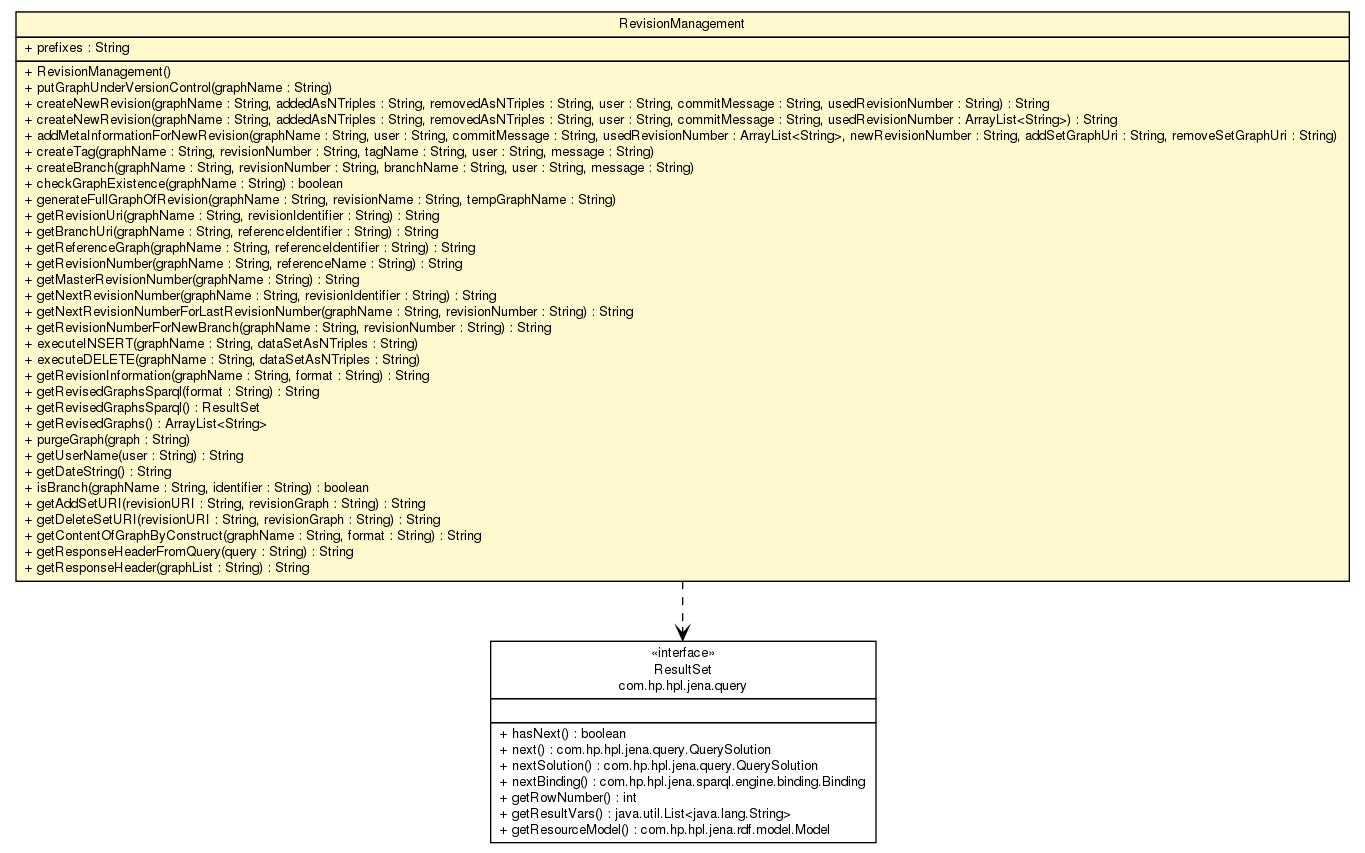 RevisionManagement
+ prefixes : String
+ RevisionManagement()
+ putGraphUnderVersionControl(graphName : String)
+ createNewRevision(graphName : String, addedAsNTriples : String, removedAsNTriples : String, user : String, commitMessage : String, usedRevisionNumber : String) : String
+ createNewRevision(graphName : String, addedAsNTriples : String, removedAsNTriples : String, user : String, commitMessage : String, usedRevisionNumber : ArrayList<String>) : String
+ addMetaInformationForNewRevision(graphName : String, user : String, commitMessage : String, usedRevisionNumber : ArrayList<String>, newRevisionNumber : String, addSetGraphUri : String, removeSetGraphUri : String)
+ createTag(graphName : String, revisionNumber : String, tagName : String, user : String, message : String)
+ createBranch(graphName : String, revisionNumber : String, branchName : String, user : String, message : String)
+ checkGraphExistence(graphName : String) : boolean
+ generateFullGraphOfRevision(graphName : String, revisionName : String, tempGraphName : String)
+ getRevisionUri(graphName : String, revisionIdentifier : String) : String
+ getBranchUri(graphName : String, referenceIdentifier : String) : String
+ getReferenceGraph(graphName : String, referenceIdentifier : String) : String
+ getRevisionNumber(graphName : String, referenceName : String) : String
+ getMasterRevisionNumber(graphName : String) : String
+ getNextRevisionNumber(graphName : String, revisionIdentifier : String) : String
+ getNextRevisionNumberForLastRevisionNumber(graphName : String, revisionNumber : String) : String
+ getRevisionNumberForNewBranch(graphName : String, revisionNumber : String) : String
+ executeINSERT(graphName : String, dataSetAsNTriples : String)
+ executeDELETE(graphName : String, dataSetAsNTriples : String)
+ getRevisionInformation(graphName : String, format : String) : String
+ getRevisedGraphsSparql(format : String) : String
+ getRevisedGraphsSparql() : ResultSet
+ getRevisedGraphs() : ArrayList<String>
+ purgeGraph(graph : String)
+ getUserName(user : String) : String
+ getDateString() : String
+ isBranch(graphName : String, identifier : String) : boolean
+ getAddSetURI(revisionURI : String, revisionGraph : String) : String
+ getDeleteSetURI(revisionURI : String, revisionGraph : String) : String
+ getContentOfGraphByConstruct(graphName : String, format : String) : String
+ getResponseHeaderFromQuery(query : String) : String
+ getResponseHeader(graphList : String) : String
«interface»
ResultSet
com.hp.hpl.jena.query
+ hasNext() : boolean
+ next() : com.hp.hpl.jena.query.QuerySolution
+ nextSolution() : com.hp.hpl.jena.query.QuerySolution
+ nextBinding() : com.hp.hpl.jena.sparql.engine.binding.Binding
+ getRowNumber() : int
+ getResultVars() : java.util.List<java.lang.String>
+ getResourceModel() : com.hp.hpl.jena.rdf.model.Model